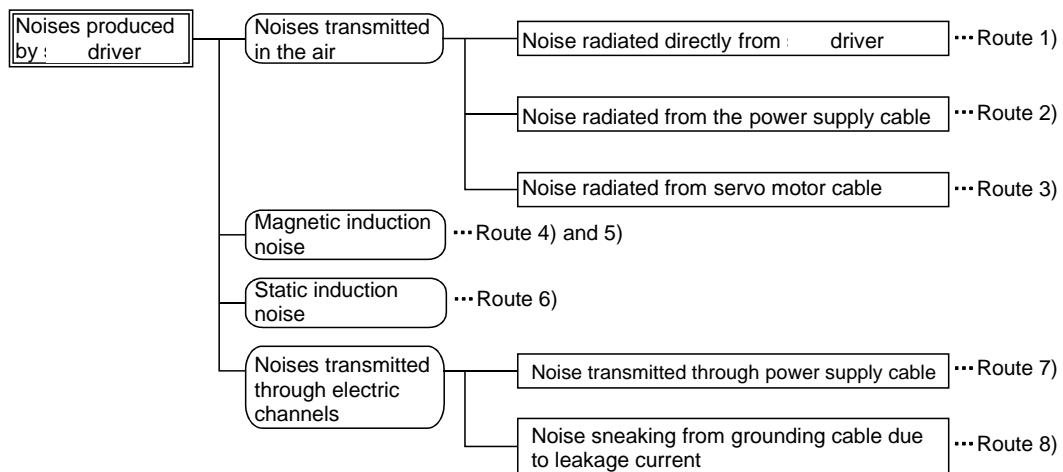 Noises produced
by driver
Noises transmitted
in the air
Noise radiated directly from driver
··· Route 1)
Noise radiated from the power supply cable
··· Route 2)
Noise radiated from servo motor cable
··· Route 3)
Magnetic induction
noise
··· Route 4) and 5)
Static induction
noise
··· Route 6)
Noises transmitted
through electric
channels
Noise transmitted through power supply cable
··· Route 7)
Noise sneaking from grounding cable due
to leakage current
··· Route 8)